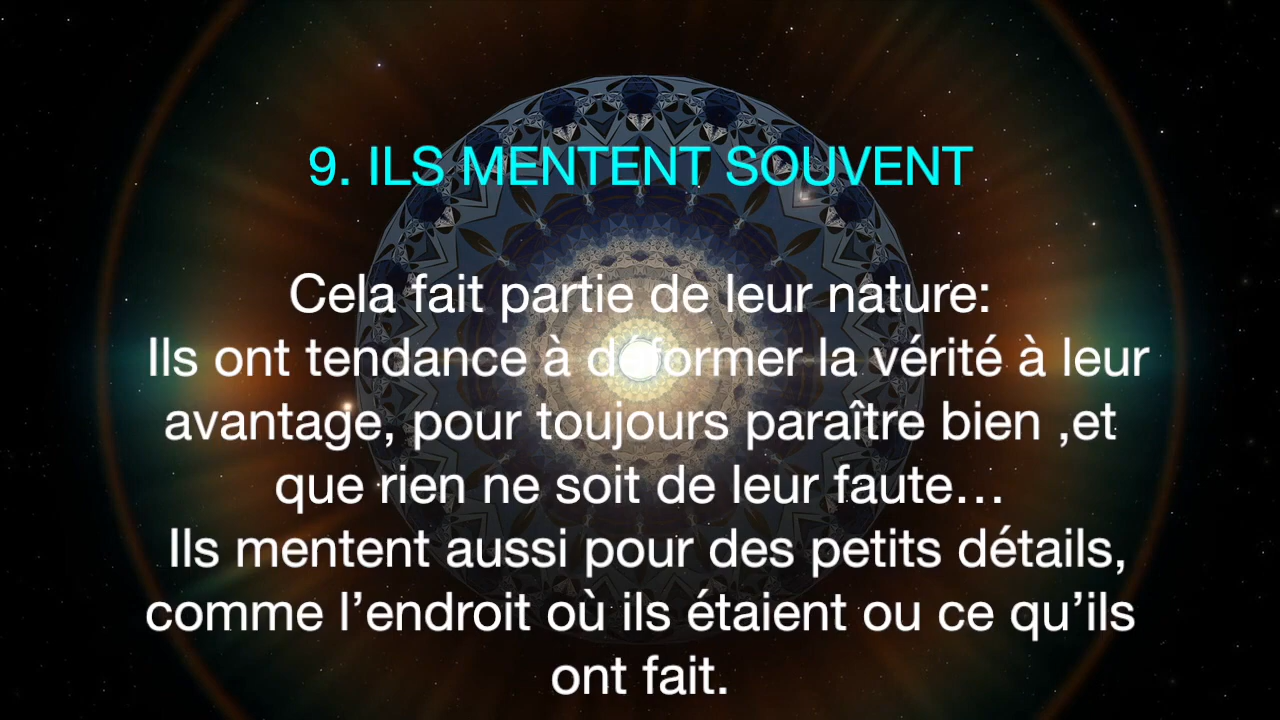 9. ILS MENTENT SOUVENT
Cela fait partie de leur nature:
Ils ont tendance à déformer la vérité à leur
avantage, pour toujours paraître bien ,et
que rien ne soit de leur faute…
Ils mentent aussi pour des petits détails,
comme l’endroit où ils étaient ou ce qu’ils
ont fait.